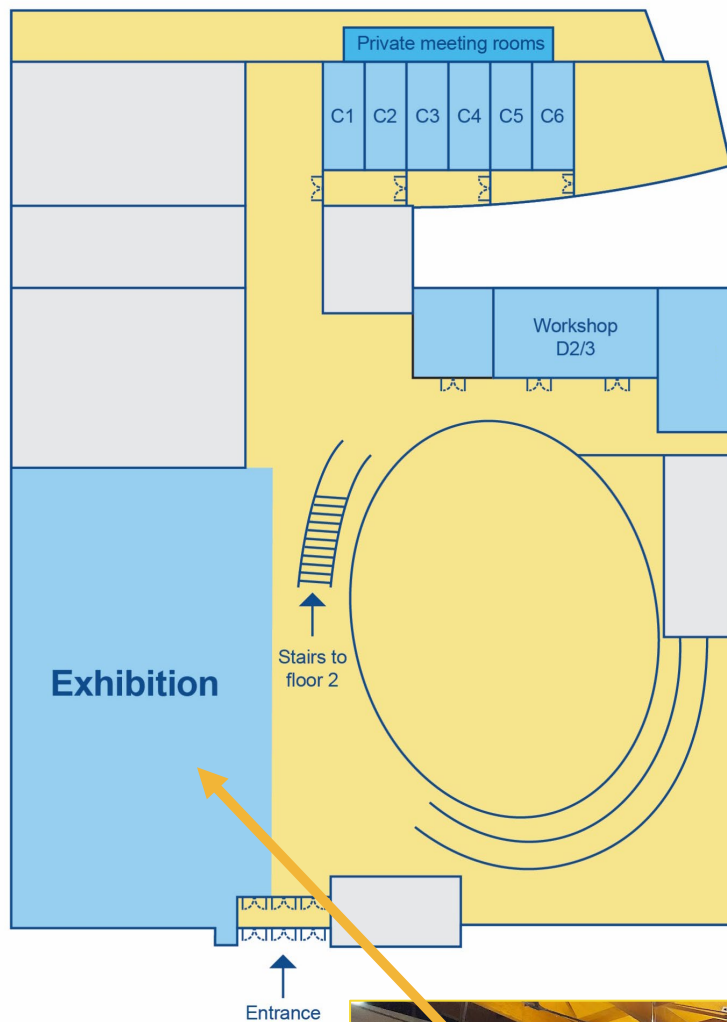 Private meeting rooms
C1 C2 C3 C4 C5 C6
Workshop
D2/3
Stairs to
floor 2
Exhibition
Entrance